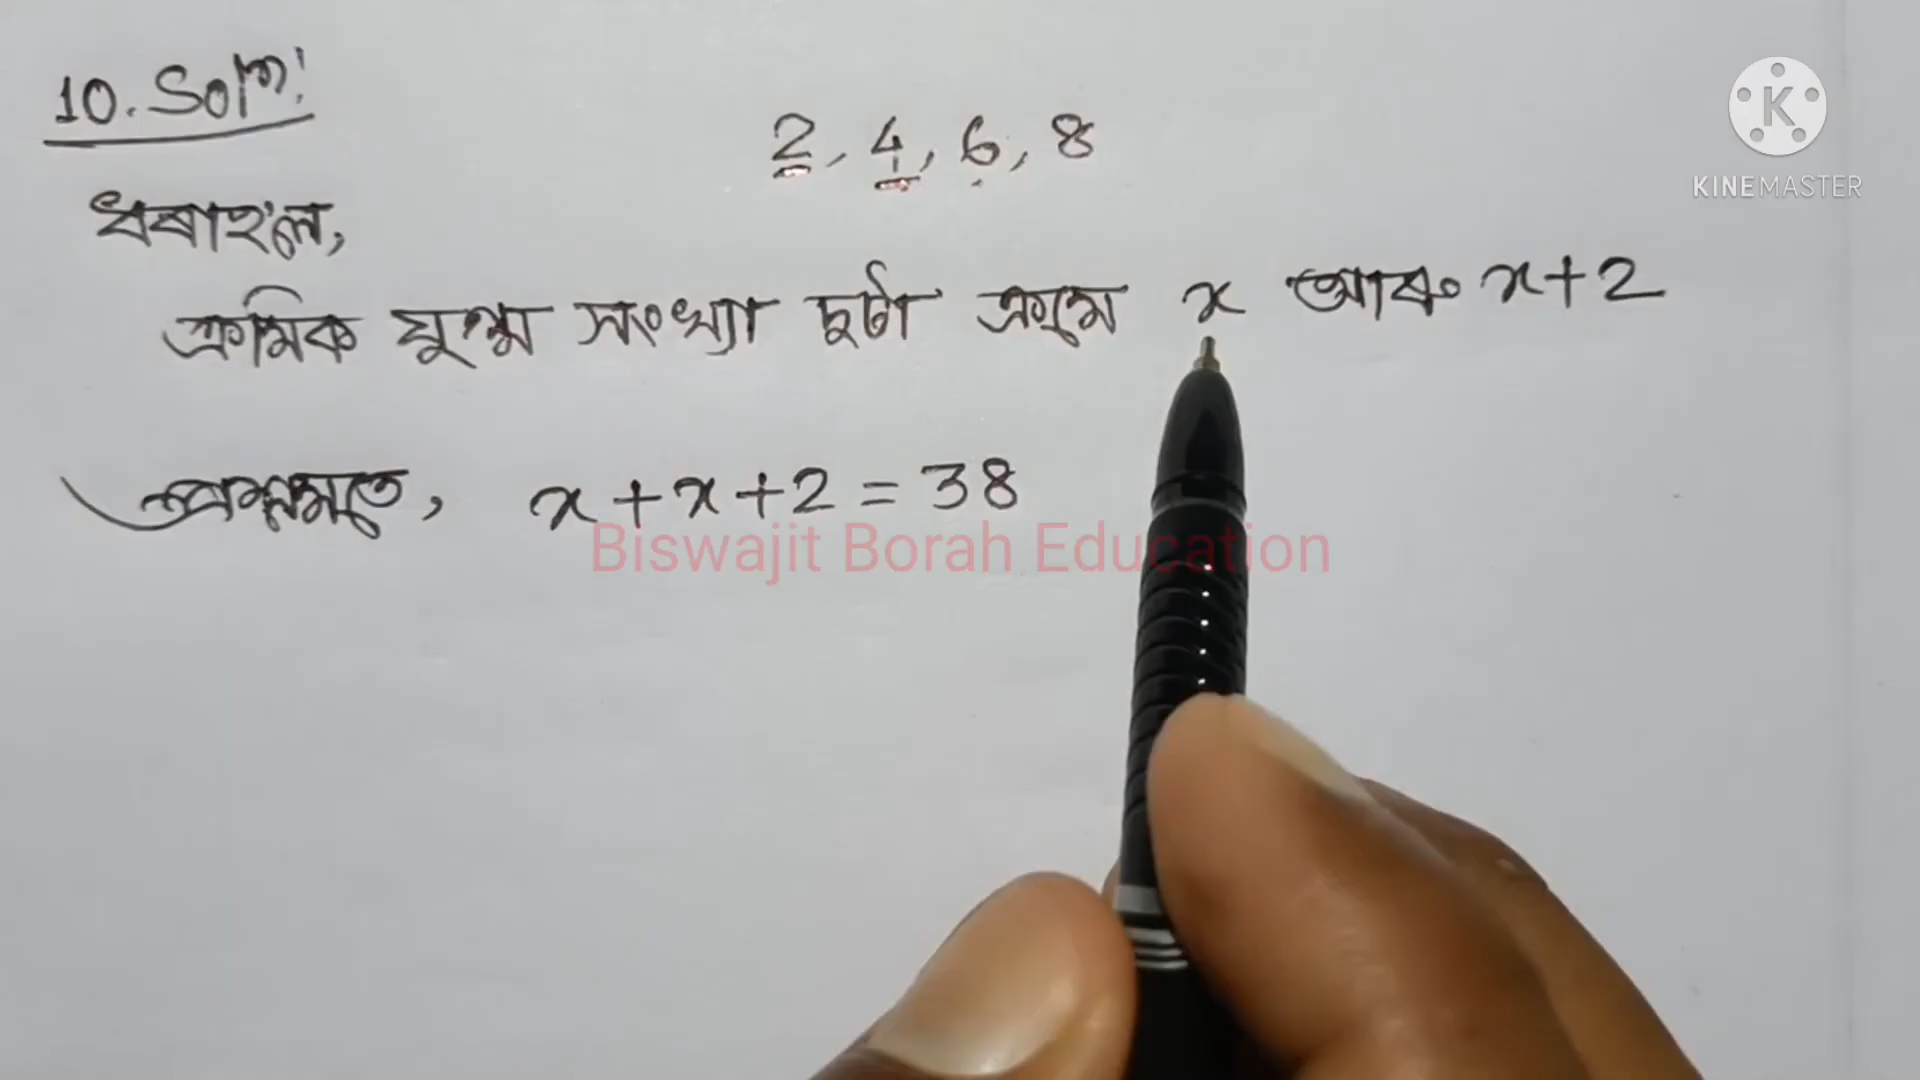 10. Soln:
2, 4, 6, 8
ধৰাহ'লে,
ক্ৰমিক যুগ্ম সংখ্যা দুটা ক্ৰমে x আৰু x+2
প্ৰশ্নমতে, x+x+2=38
Biswajit Borah Education
K
KINEMASTER